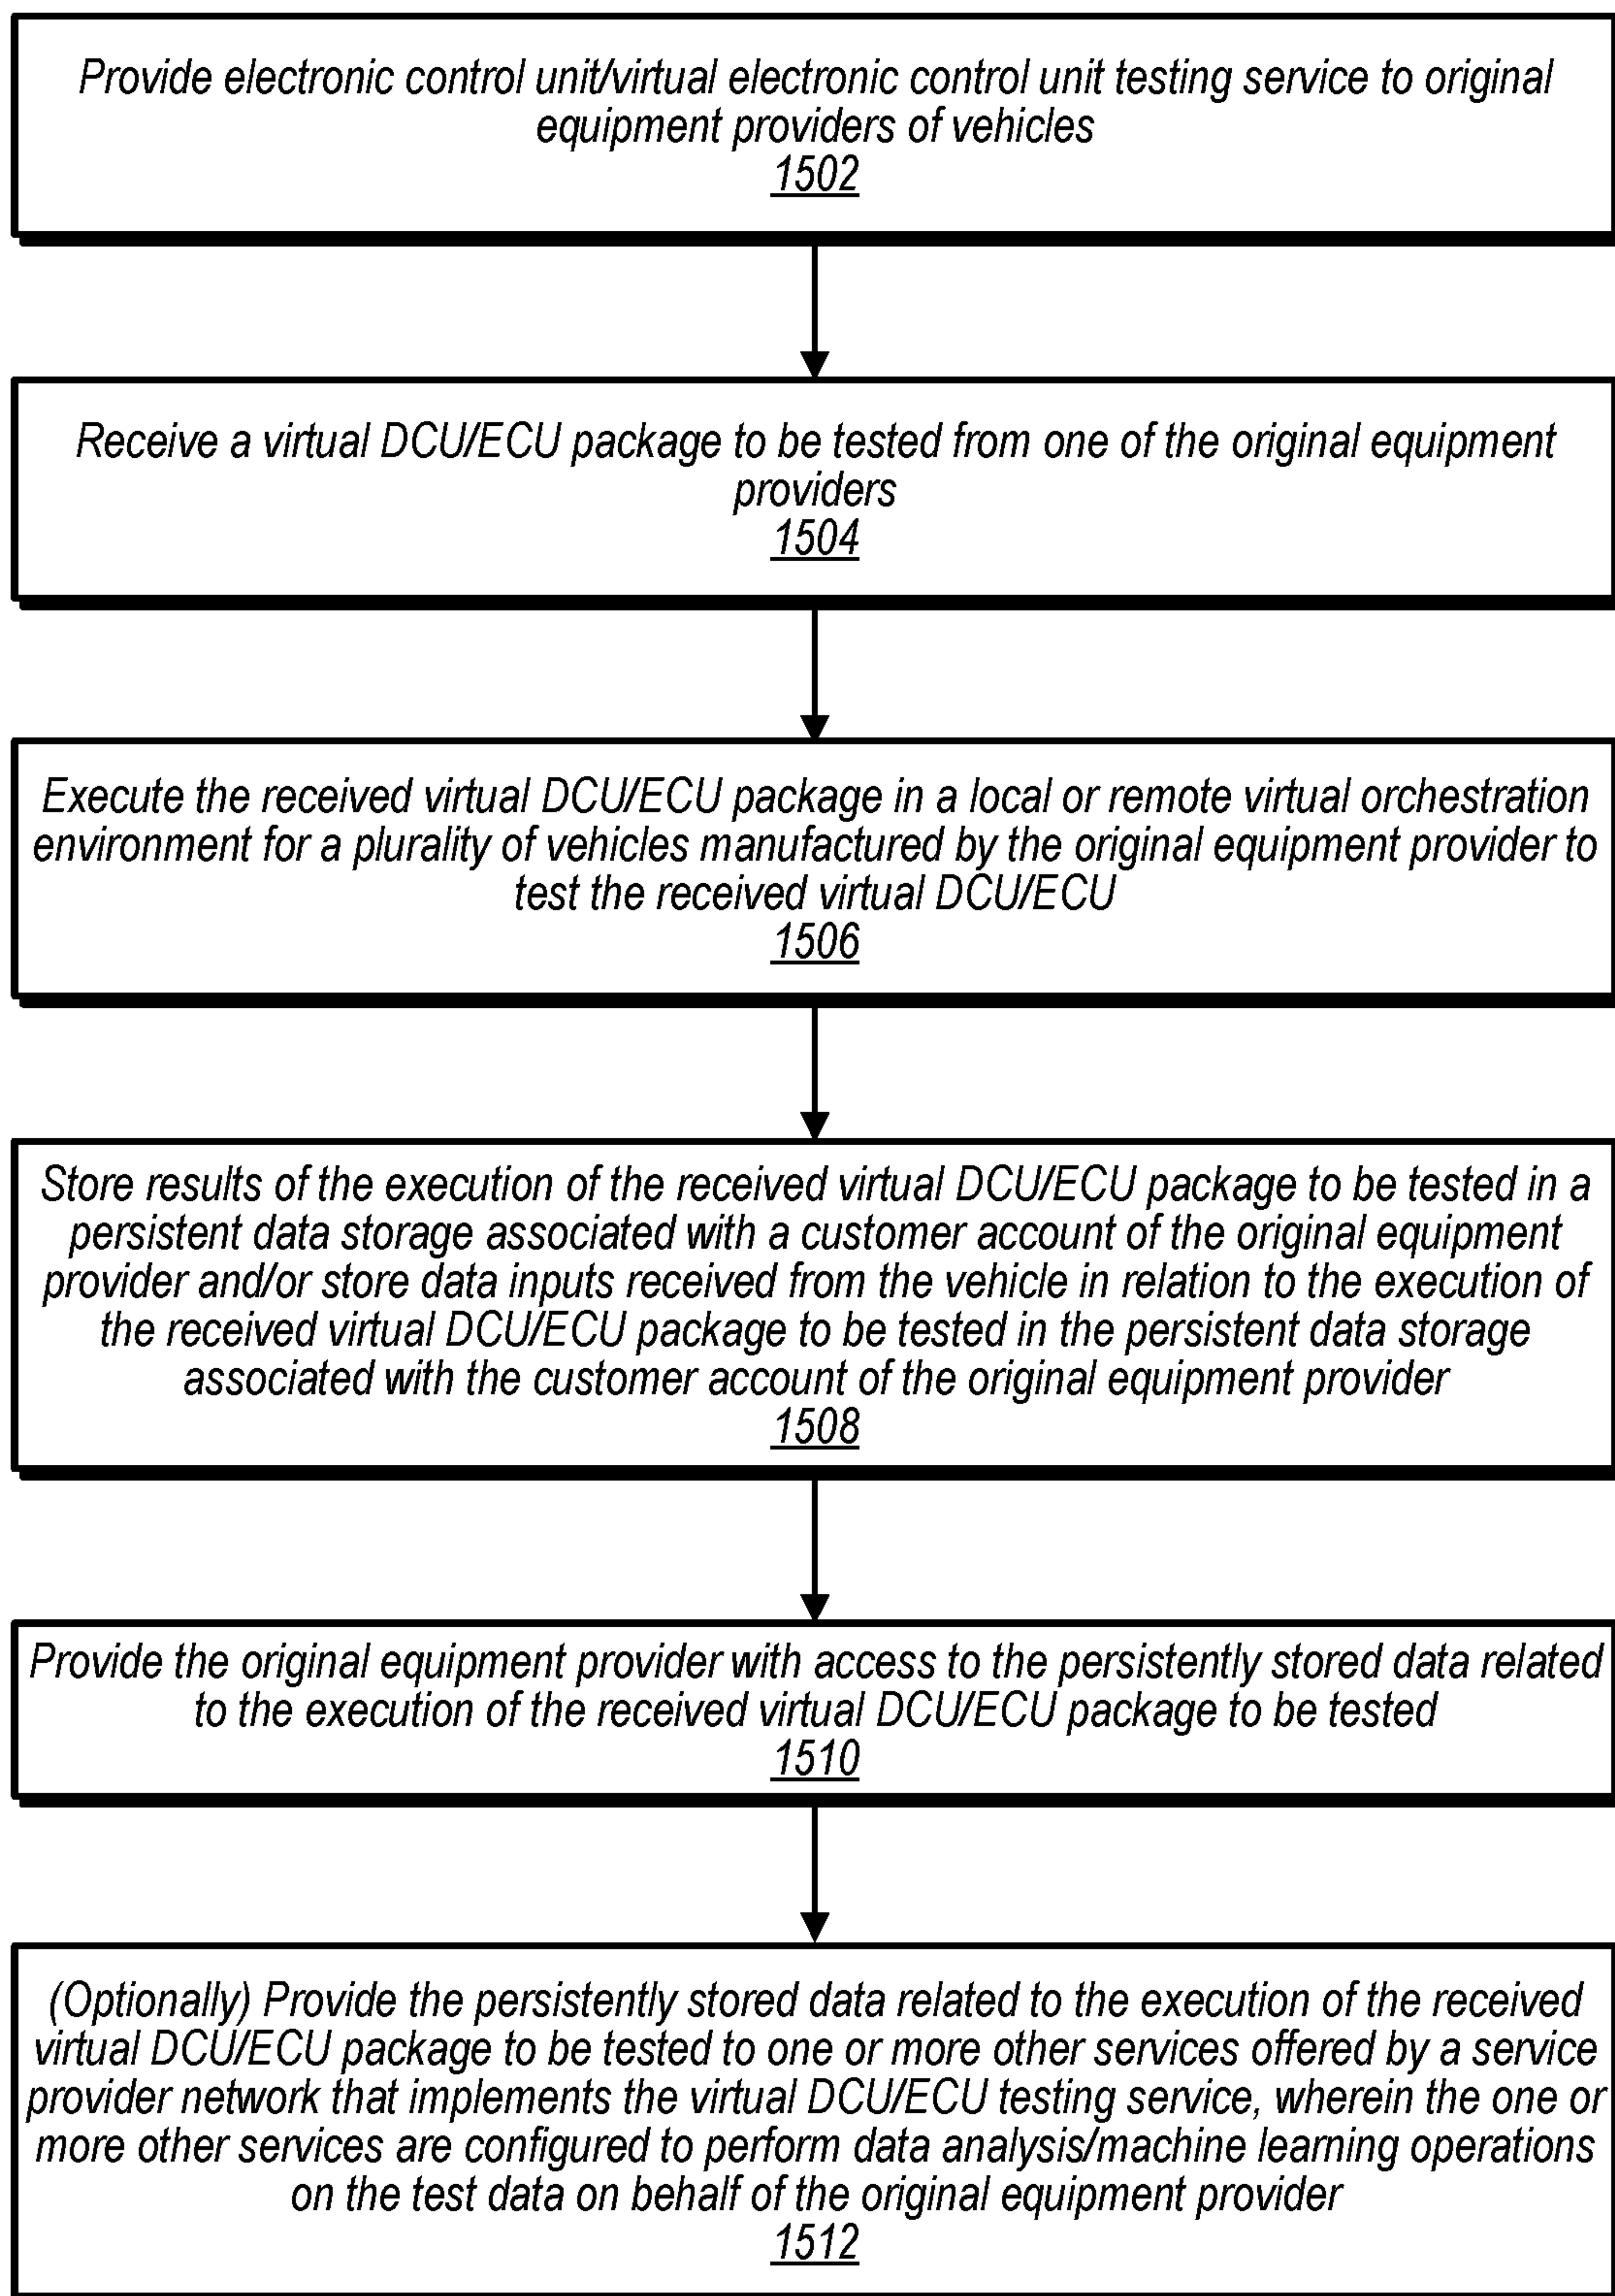 Provide electronic control unit/virtual electronic control unit testing service to original
equipment providers of vehicles
1502
Receive a virtual DCU/ECU package to be tested from one of the original equipment
providers
1504
Execute the received virtual DCU/ECU package in a local or remote virtual orchestration
environment for a plurality of vehicles manufactured by the original equipment provider to
test the received virtual DCU/ECU
1506
Store results of the execution of the received virtual DCU/ECU package to be tested in a
persistent data storage associated with a customer account of the original equipment
provider and/or store data inputs received from the vehicle in relation to the execution of
the received virtual DCU/ECU package to be tested in the persistent data storage
associated with the customer account of the original equipment provider
1508
Provide the original equipment provider with access to the persistently stored data related
to the execution of the received virtual DCU/ECU package to be tested
1510
(Optionally) Provide the persistently stored data related to the execution of the received
virtual DCU/ECU package to be tested to one or more other services offered by a service
provider network that implements the virtual DCU/ECU testing service, wherein the one or
more other services are configured to perform data analysis/machine learning operations
on the test data on behalf of the original equipment provider
1512